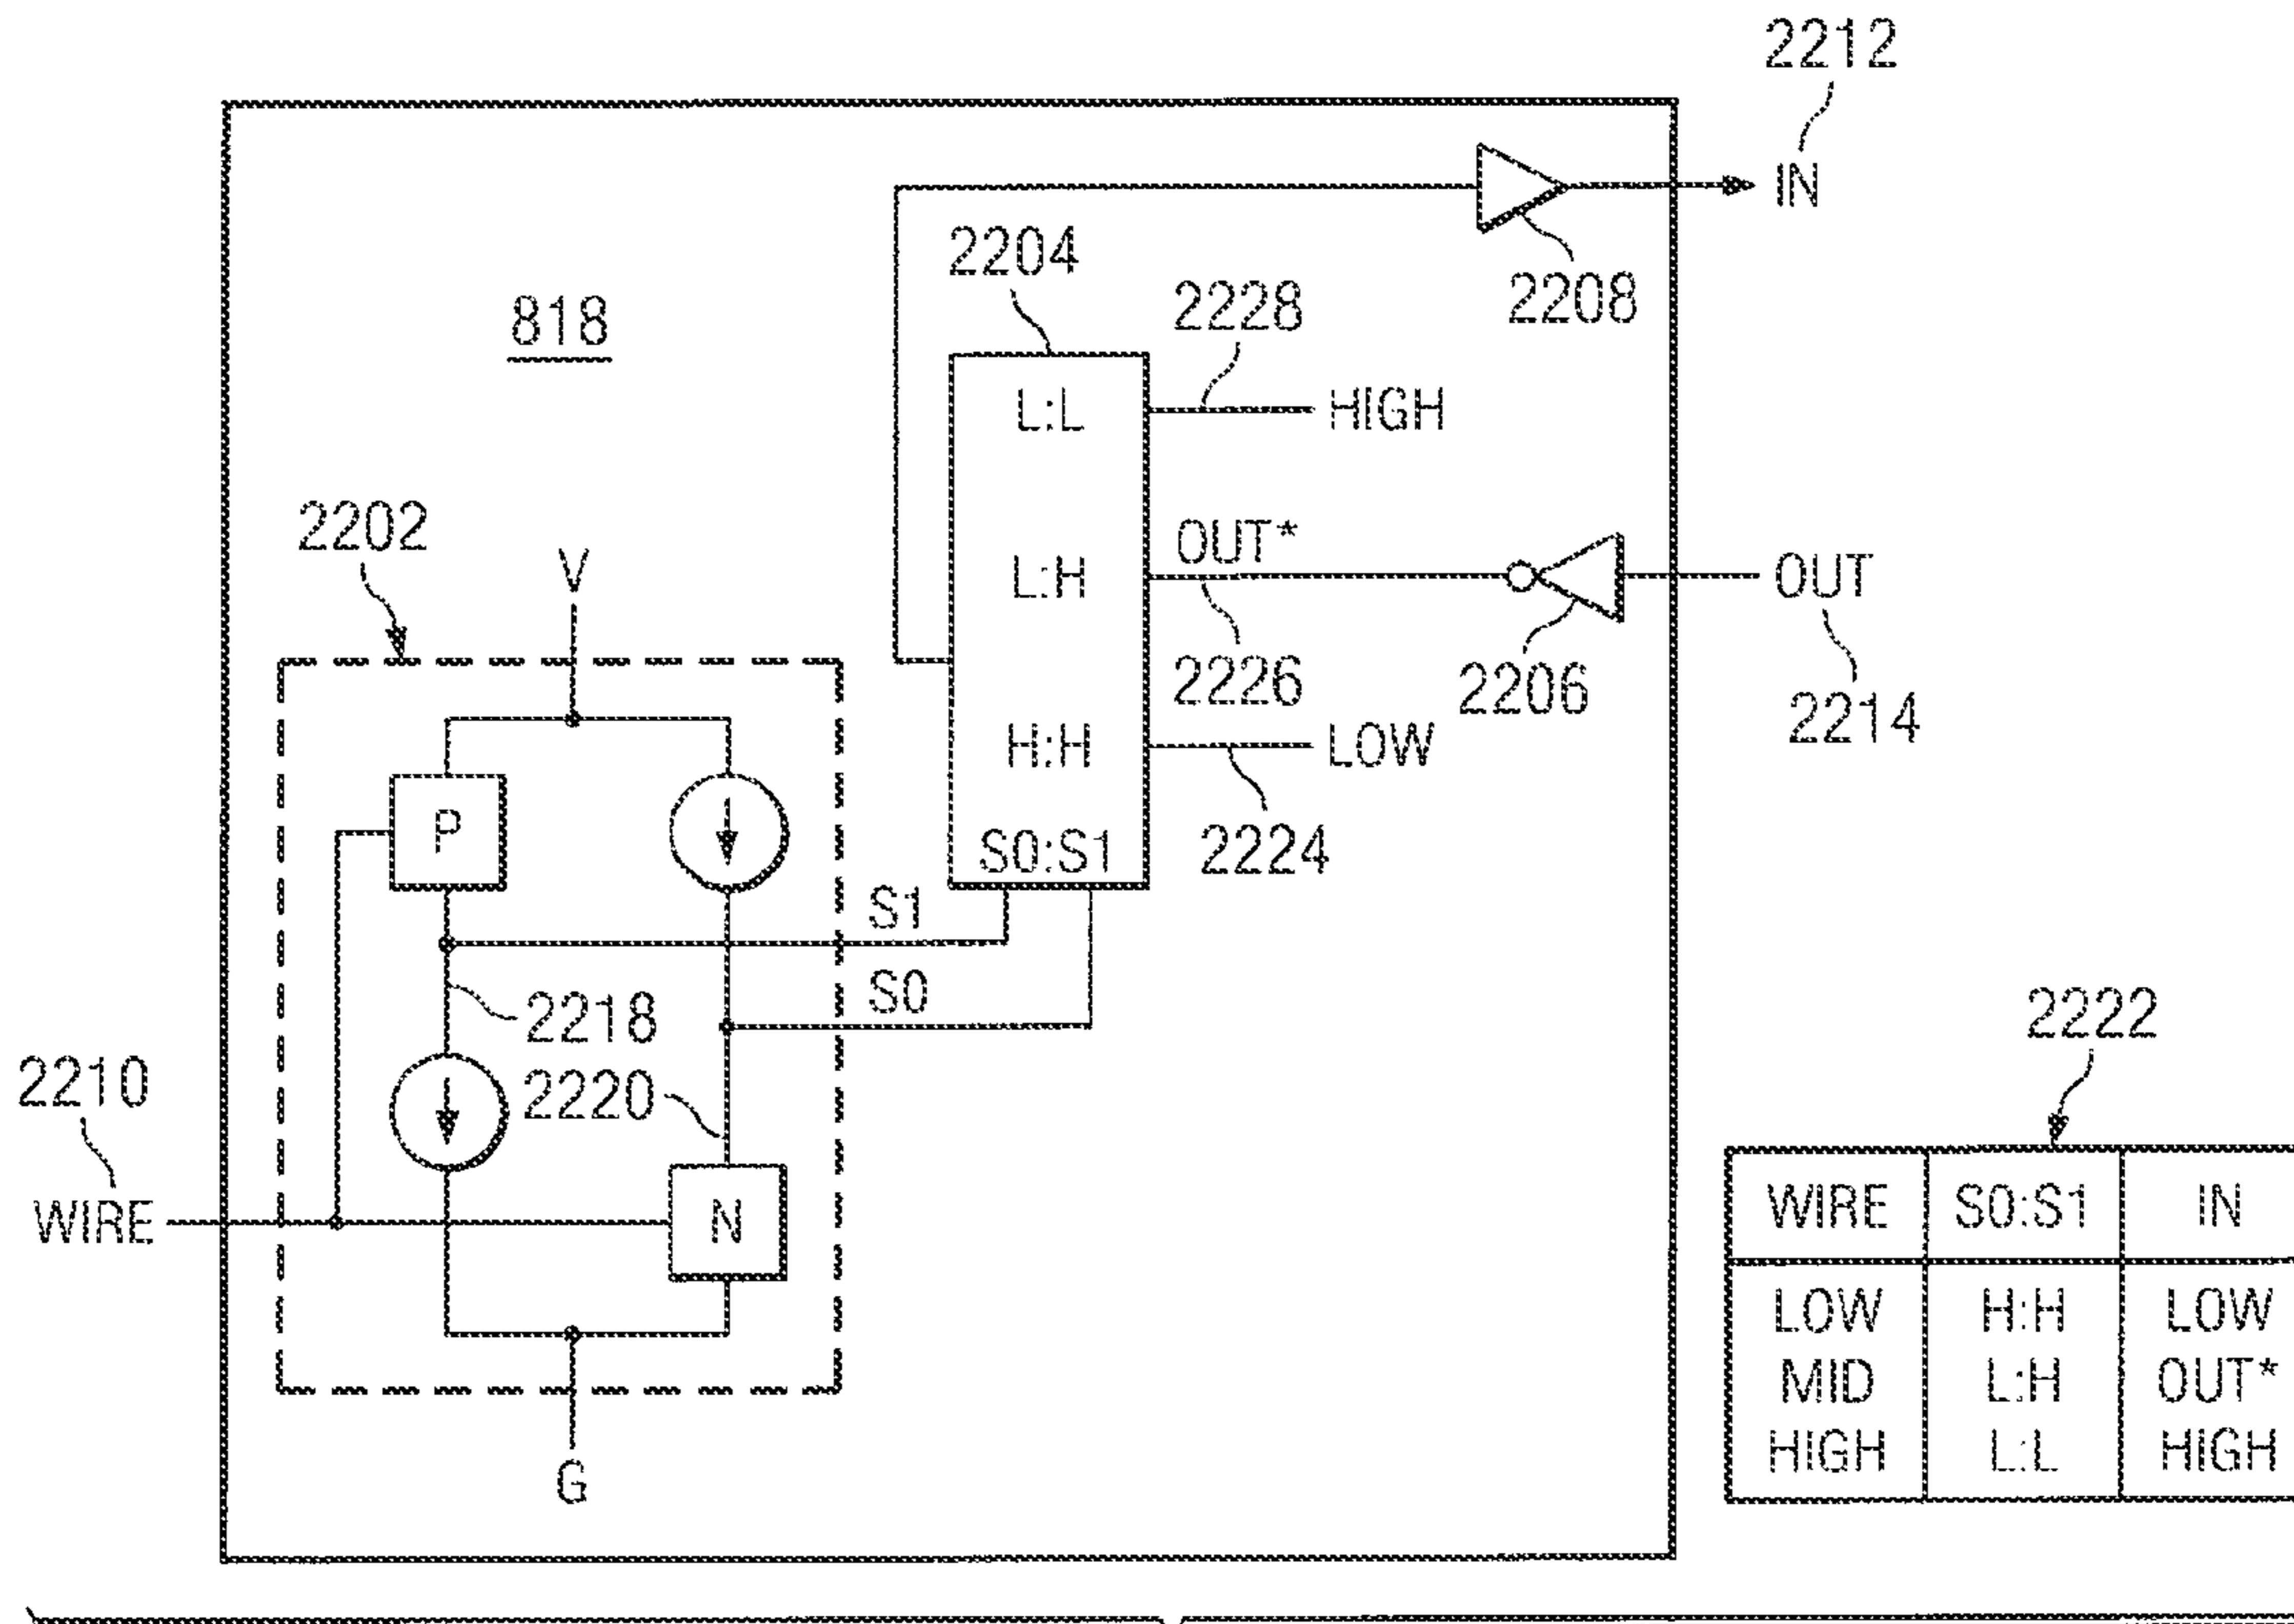 2212
IN
2208
2204
2228
818
L:L
HIGH
2202
V
OUT*
L:H
OUT
2226
2206
2214
H:H
LOW
P
S0:S1
2224
S1
S0
2218
2220
2210
WIRE
N
G
2222
WIRE S0:S1 IN
LOW H:H LOW
MID L:H OUT*
HIGH L:L HIGH